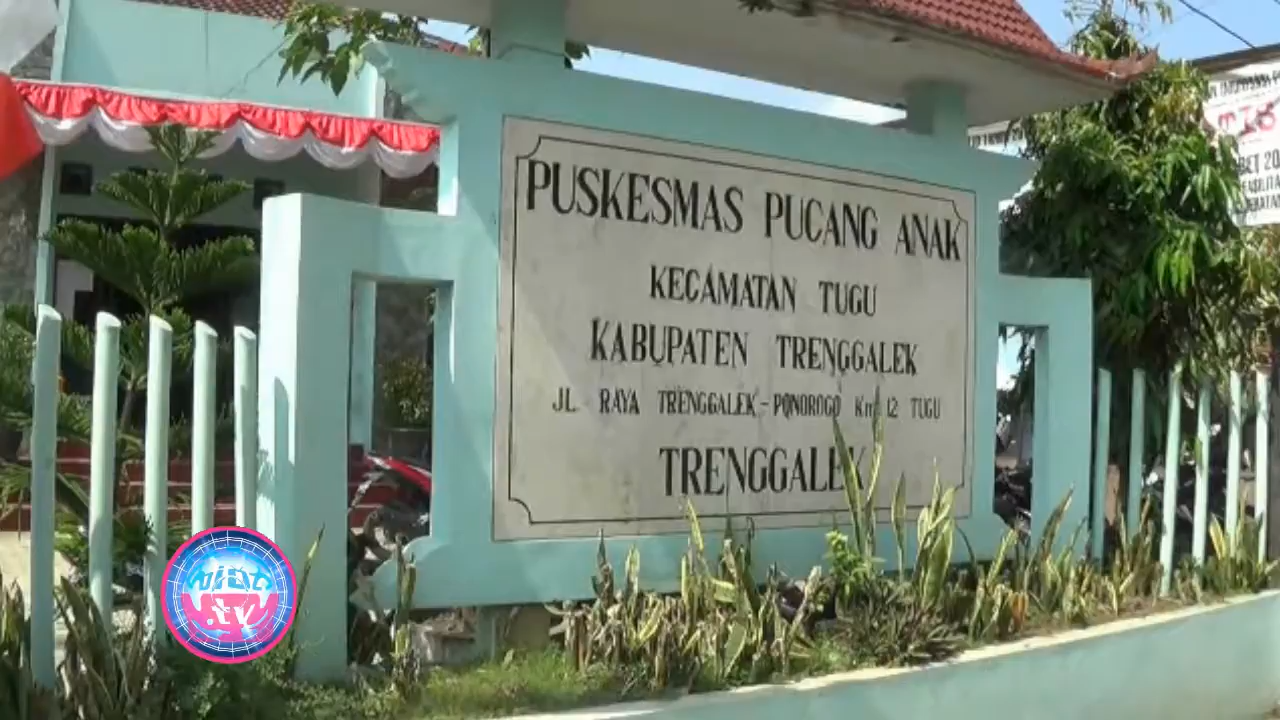 PUSKESMAS PUCANG ANAK
KECAMATAN TUGU
KABUPATEN TRENGGALEK
JL. RAYA TRENGGALEK - PONOROGO Km 12 TUGU
TRENGGALEK